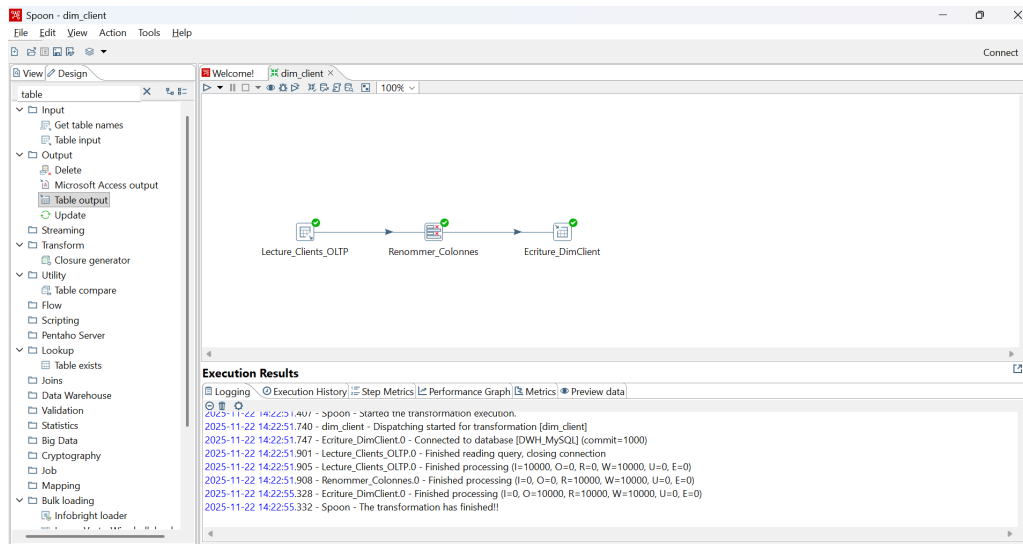 Spoon - dim_client
File Edit View Action Tools Help
Connect
View Design
Welcome! dim_client
table
100%
Input
Get table names
Table input
Output
Delete
Microsoft Access output
Table output
Update
Streaming
Transform
Closure generator
Utility
Table compare
Flow
Scripting
Pentaho Server
Lookup
Table exists
Joins
Data Warehouse
Validation
Statistics
Big Data
Cryptography
Job
Mapping
Bulk loading
Infobright loader
Lecture_Clients_OLTP Renommer_Colonnes Ecriture_DimClient
Execution Results
Logging Execution History Step Metrics Performance Graph Metrics Preview data
2025-11-22 14:22:51.407 - Spoon - Started the transformation execution.
2025-11-22 14:22:51.740 - dim_client - Dispatching started for transformation [dim_client]
2025-11-22 14:22:51.747 - Ecriture_DimClient.0 - Connected to database [DWH_MySQL] (commit=1000)
2025-11-22 14:22:51.901 - Lecture_Clients_OLTP.0 - Finished reading query, closing connection
2025-11-22 14:22:51.905 - Lecture_Clients_OLTP.0 - Finished processing (I=10000, O=0, R=0, W=10000, U=0, E=0)
2025-11-22 14:22:51.908 - Renommer_Colonnes.0 - Finished processing (I=0, O=0, R=10000, W=10000, U=0, E=0)
2025-11-22 14:22:55.328 - Ecriture_DimClient.0 - Finished processing (I=0, O=10000, R=10000, W=10000, U=0, E=0)
2025-11-22 14:22:55.332 - Spoon - The transformation has finished!!